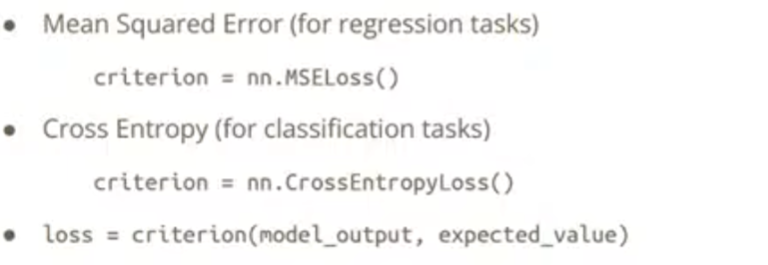 • Mean Squared Error (for regression tasks)
criterion = nn.MSELoss()
• Cross Entropy (for classification tasks)
criterion = nn.CrossEntropyLoss()
• loss = criterion(model_output, expected_value)